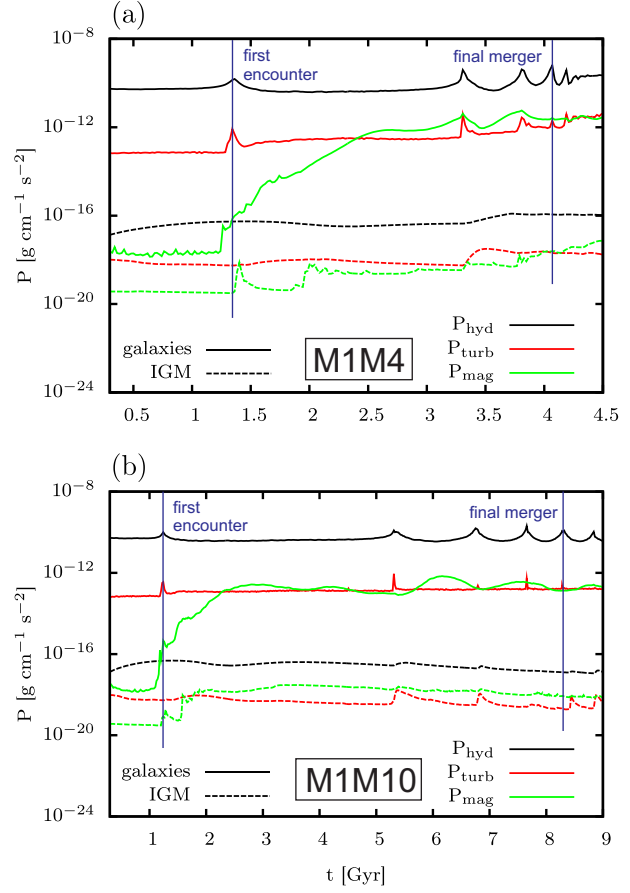 (a)
10⁻⁸
10⁻¹²
10⁻¹⁶
10⁻²⁰
10⁻²⁴
P [g cm⁻¹ s⁻²]
first
encounter
final merger
galaxies
IGM
M1M4
P_hyd
P_turb
P_mag
0.5 1 1.5 2 2.5 3 3.5 4 4.5
(b)
10⁻⁸
10⁻¹²
10⁻¹⁶
10⁻²⁰
10⁻²⁴
P [g cm⁻¹ s⁻²]
first
encounter
final merger
galaxies
IGM
M1M10
P_hyd
P_turb
P_mag
1 2 3 4 5 6 7 8 9
t [Gyr]